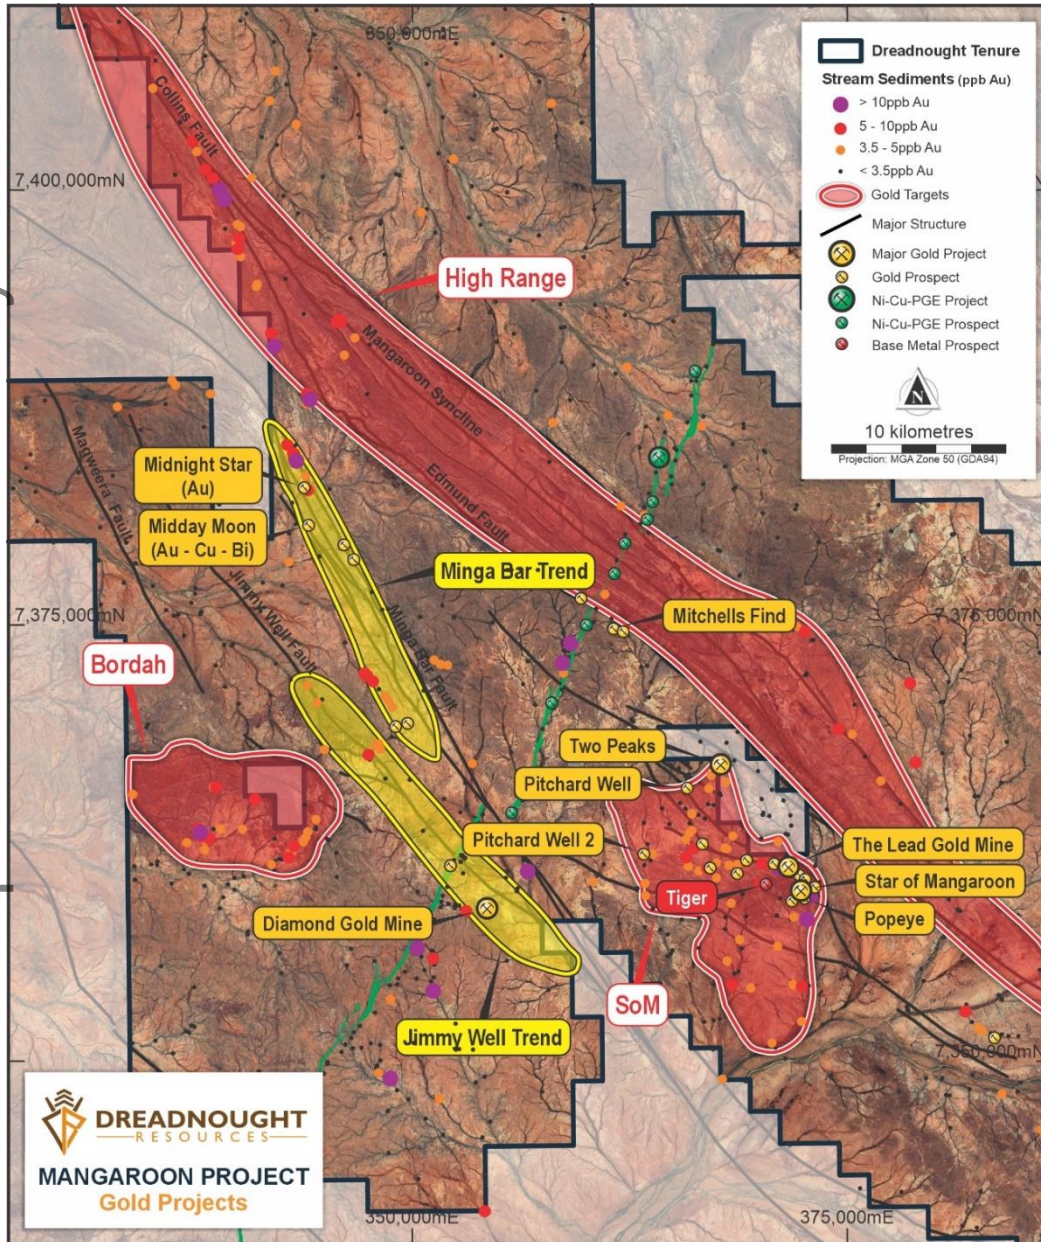 350,000mE
Dreadnought Tenure
Stream Sediments (ppb Au)
> 10ppb Au
5 - 10ppb Au
3.5 - 5ppb Au
< 3.5ppb Au
Gold Targets
Major Structure
Major Gold Project
Gold Prospect
Ni-Cu-PGE Project
Ni-Cu-PGE Prospect
Base Metal Prospect
N
10 kilometres
Projection: MGA Zone 50 (GDA94)
Collins Fault
7,400,000mN
High Range
Mangaroon Syncline
Edmund Fault
Magweera Fault
Midnight Star
(Au)
Midday Moon
(Au - Cu - Bi)
Jimmy Well Fault
Minga Bar Trend
Minga Bar Fault
7,375,000mN
7,375,000mN
Mitchells Find
Bordah
Two Peaks
Pitchard Well
Pitchard Well 2
The Lead Gold Mine
Star of Mangaroon
Tiger
Popeye
Diamond Gold Mine
SoM
Jimmy Well Trend
7,350,000mN
DREADNOUGHT
RESOURCES
MANGAROON PROJECT
Gold Projects
350,000mE
375,000mE